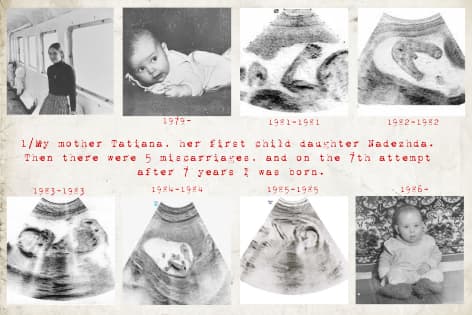 1979-
1981-1981
1982-1982
1/My mother Tatiana, her first child daughter Nadezhda.
Then there were 5 miscarriages, and on the 7th attempt
after 7 years I was born.
1983-1983
1984-1984
1985-1985
1986-